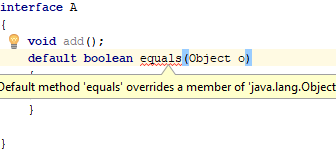 interface A
{
void add();
default boolean equals(Object o)
Default method 'equals' overrides a member of 'java.lang.Object
}
}